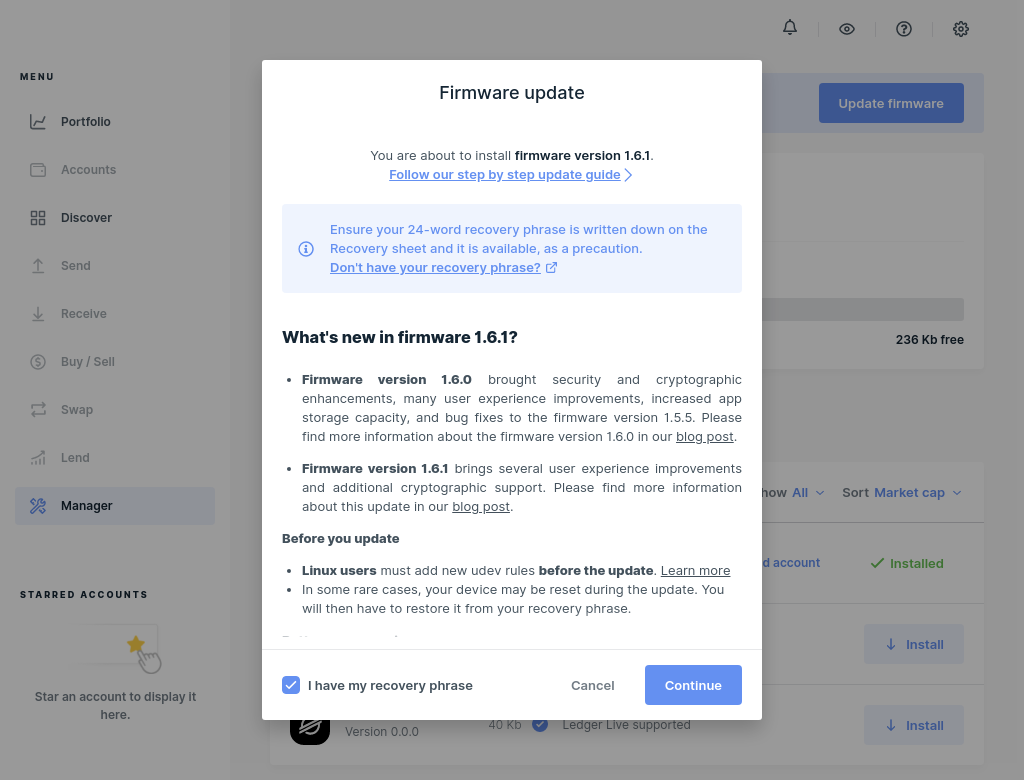 MENU
Portfolio
Accounts
Discover
Send
Receive
Buy / Sell
Swap
Lend
Manager
STARRED ACCOUNTS
Star an account to display it
here.
Update firmware
236 Kb free
how All
Sort Market cap
d account
Installed
Install
Install
Version 0.0.0
40 Kb
Ledger Live supported
Firmware update
You are about to install firmware version 1.6.1.
Follow our step by step update guide
Ensure your 24-word recovery phrase is written down on the
Recovery sheet and it is available, as a precaution.
Don't have your recovery phrase?
What's new in firmware 1.6.1?
• Firmware version 1.6.0 brought security and cryptographic
enhancements, many user experience improvements, increased app
storage capacity, and bug fixes to the firmware version 1.5.5. Please
find more information about the firmware version 1.6.0 in our blog post.
• Firmware version 1.6.1 brings several user experience improvements
and additional cryptographic support. Please find more information
about this update in our blog post.
Before you update
• Linux users must add new udev rules before the update. Learn more
• In some rare cases, your device may be reset during the update. You
will then have to restore it from your recovery phrase.
I have my recovery phrase
Cancel
Continue